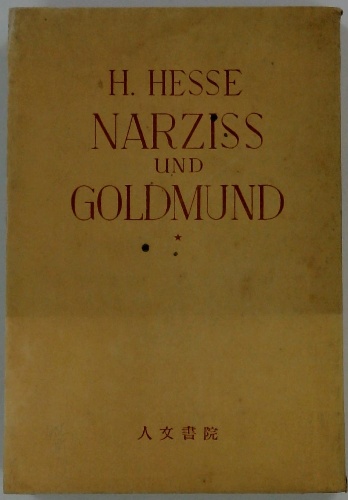 H. HESSE
NARZISS
UND
GOLDMUND
人文書院